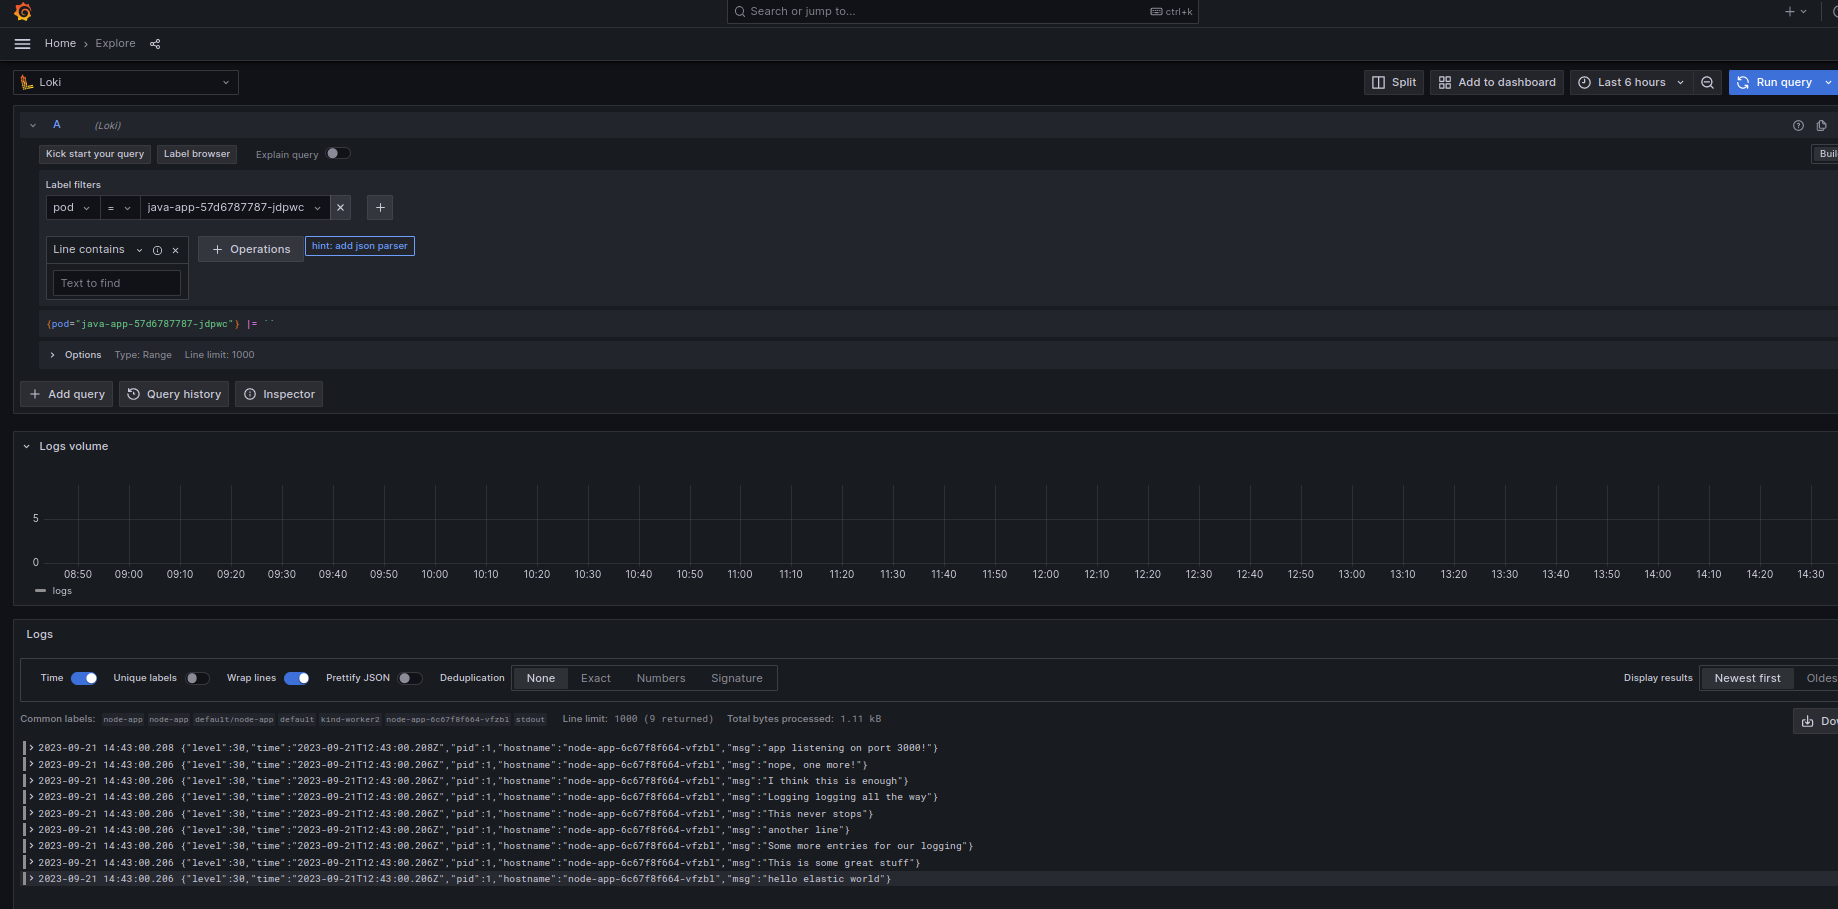 Search or jump to... ctrl+k
Home › Explore
Loki Split Add to dashboard Last 6 hours Run query
A (Loki)
Kick start your query Label browser Explain query Buil
Label filters
pod = java-app-57d6787787-jdpwc
Line contains + Operations hint: add json parser
Text to find
{pod="java-app-57d6787787-jdpwc"} |= ``
Options Type: Range Line limit: 1000
+ Add query Query history Inspector
Logs volume
5
0
08:50 09:00 09:10 09:20 09:30 09:40 09:50 10:00 10:10 10:20 10:30 10:40 10:50 11:00 11:10 11:20 11:30 11:40 11:50 12:00 12:10 12:20 12:30 12:40 12:50 13:00 13:10 13:20 13:30 13:40 13:50 14:00 14:10 14:20 14:30
logs
Logs
Time Unique labels Wrap lines Prettify JSON Deduplication None Exact Numbers Signature Display results Newest first Oldes
Common labels: node-app node-app default/node-app default kind-worker2 node-app-6c67f8f664-vfzbl stdout Line limit: 1000 (9 returned) Total bytes processed: 1.11 kB Dow
2023-09-21 14:43:00.208 {"level":30,"time":"2023-09-21T12:43:00.208Z","pid":1,"hostname":"node-app-6c67f8f664-vfzbl","msg":"app listening on port 3000!"}
2023-09-21 14:43:00.206 {"level":30,"time":"2023-09-21T12:43:00.206Z","pid":1,"hostname":"node-app-6c67f8f664-vfzbl","msg":"nope, one more!"}
2023-09-21 14:43:00.206 {"level":30,"time":"2023-09-21T12:43:00.206Z","pid":1,"hostname":"node-app-6c67f8f664-vfzbl","msg":"I think this is enough"}
2023-09-21 14:43:00.206 {"level":30,"time":"2023-09-21T12:43:00.206Z","pid":1,"hostname":"node-app-6c67f8f664-vfzbl","msg":"Logging logging all the way"}
2023-09-21 14:43:00.206 {"level":30,"time":"2023-09-21T12:43:00.206Z","pid":1,"hostname":"node-app-6c67f8f664-vfzbl","msg":"This never stops"}
2023-09-21 14:43:00.206 {"level":30,"time":"2023-09-21T12:43:00.206Z","pid":1,"hostname":"node-app-6c67f8f664-vfzbl","msg":"another line"}
2023-09-21 14:43:00.206 {"level":30,"time":"2023-09-21T12:43:00.206Z","pid":1,"hostname":"node-app-6c67f8f664-vfzbl","msg":"Some more entries for our logging"}
2023-09-21 14:43:00.206 {"level":30,"time":"2023-09-21T12:43:00.206Z","pid":1,"hostname":"node-app-6c67f8f664-vfzbl","msg":"This is some great stuff"}
2023-09-21 14:43:00.206 {"level":30,"time":"2023-09-21T12:43:00.206Z","pid":1,"hostname":"node-app-6c67f8f664-vfzbl","msg":"hello elastic world"}